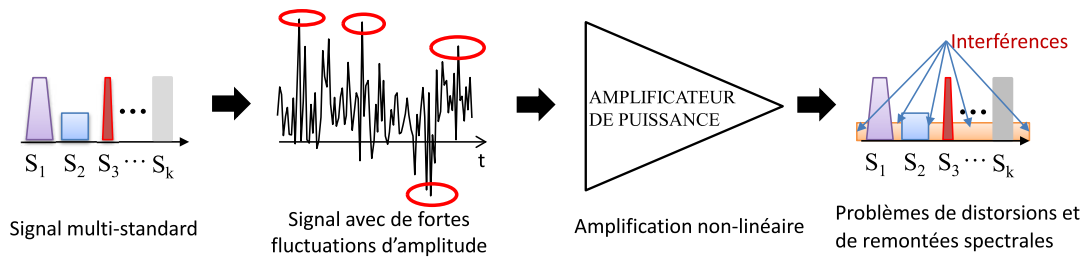 S1 S2 S3 ... Sk
Signal multi-standard
t
Signal avec de fortes
fluctuations d'amplitude
AMPLIFICATEUR
DE PUISSANCE
Amplification non-linéaire
Interférences
S1 S2 S3 ... Sk
Problèmes de distorsions et
de remontées spectrales